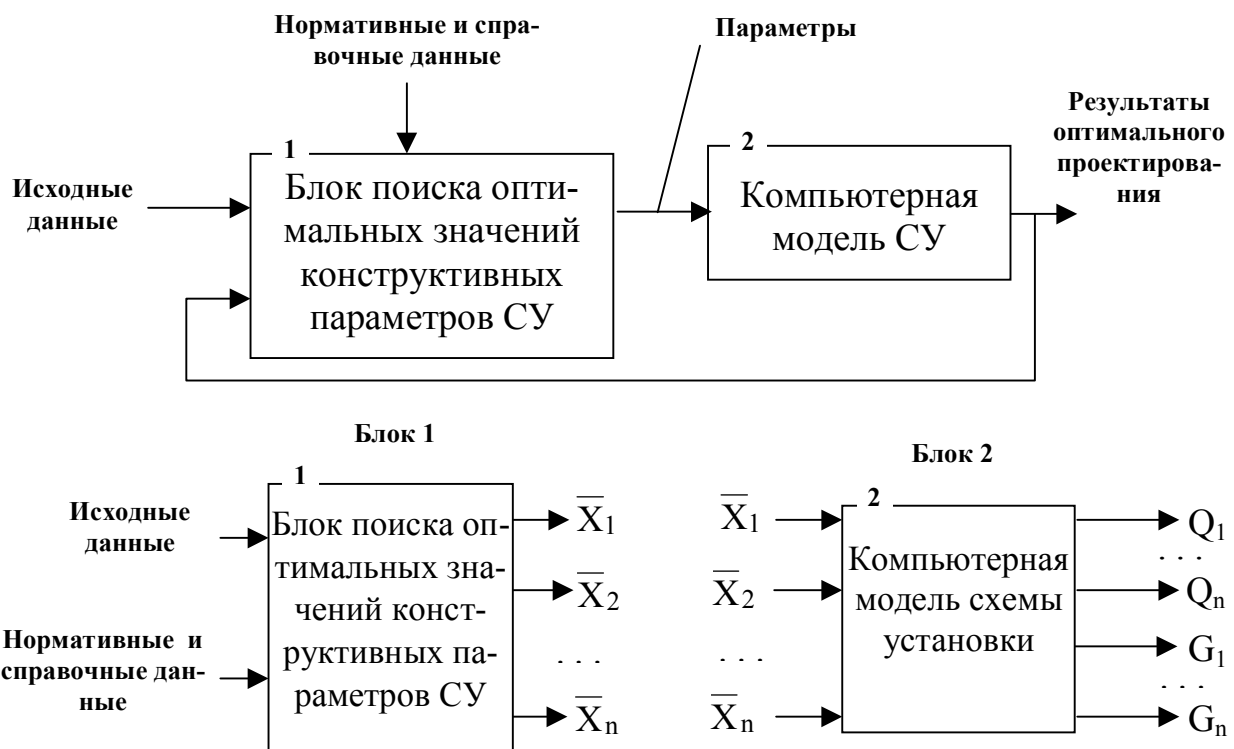 Нормативные и спра-
вочные данные
Параметры
Результаты
оптимального
проектирова-
ния
Исходные
данные
1
Блок поиска опти-
мальных значений
конструктивных
параметров СУ
2
Компьютерная
модель СУ
Блок 1
Исходные
данные
Нормативные и
справочные дан-
ные
1
Блок поиска оп-
тимальных зна-
чений конст-
руктивных па-
раметров СУ
X̅₁
X̅₂
. . .
X̅ₙ
Блок 2
X̅₁
X̅₂
. . .
X̅ₙ
2
Компьютерная
модель схемы
установки
Q₁
. . .
Qₙ
G₁
. . .
Gₙ